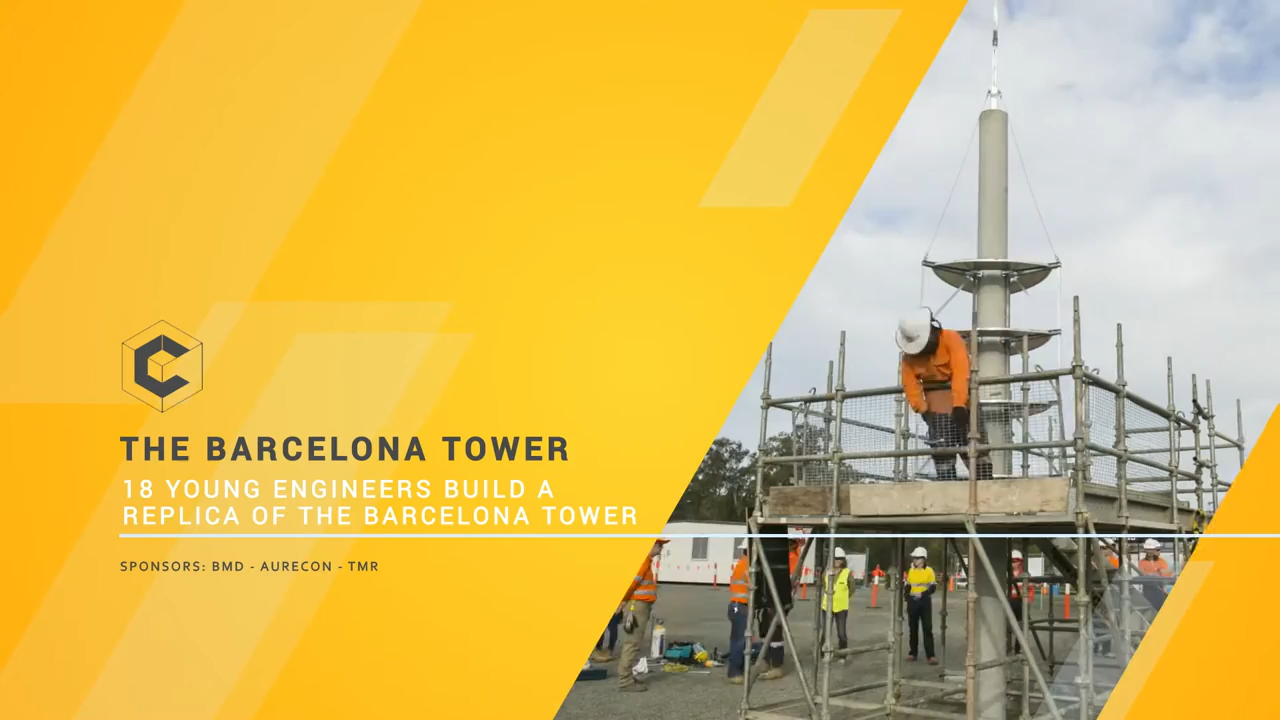 THE BARCELONA TOWER
18 YOUNG ENGINEERS BUILD A
REPLICA OF THE BARCELONA TOWER
SPONSORS: BMD - AURECON - TMR